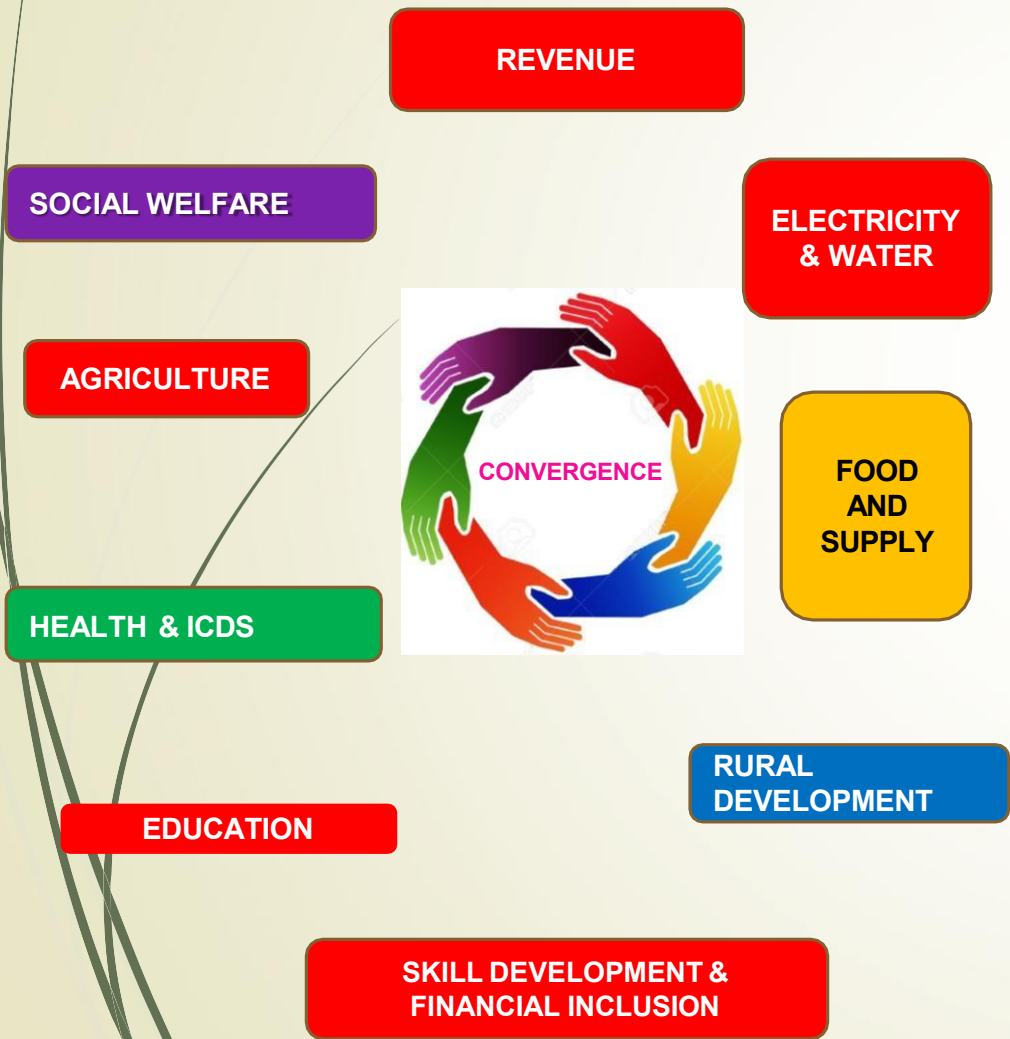 REVENUE
SOCIAL WELFARE
ELECTRICITY
& WATER
AGRICULTURE
CONVERGENCE
FOOD
AND
SUPPLY
HEALTH & ICDS
RURAL
DEVELOPMENT
EDUCATION
SKILL DEVELOPMENT &
FINANCIAL INCLUSION